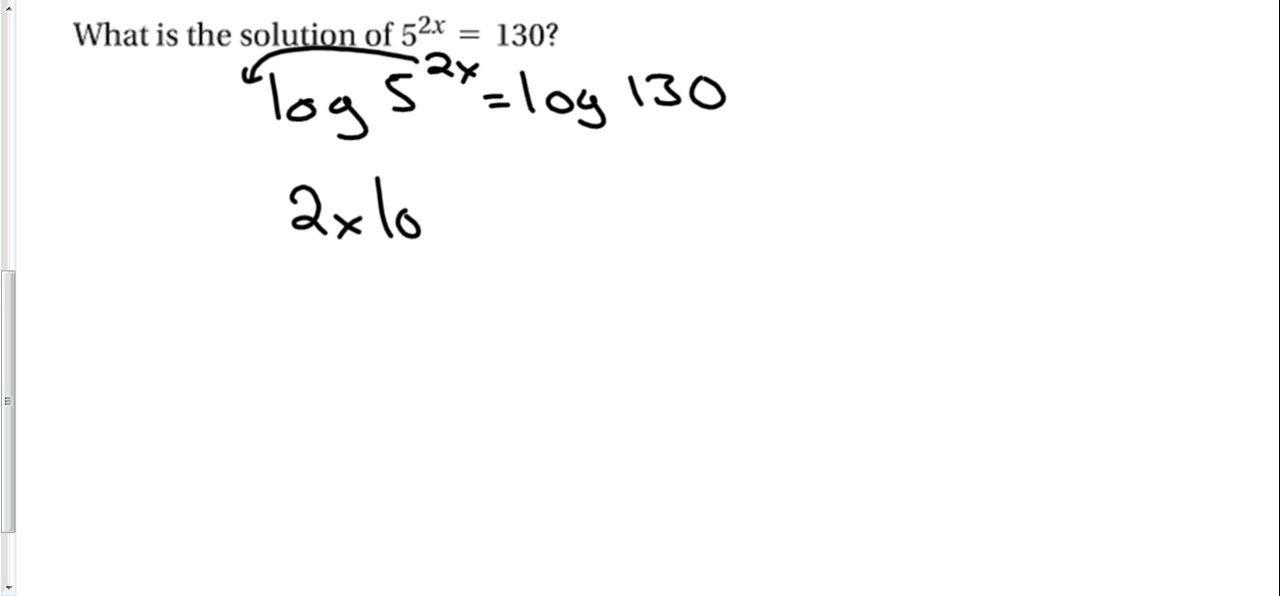 What is the solution of 5^{2x} = 130?
log 5^{2x} = log 130
2x lo